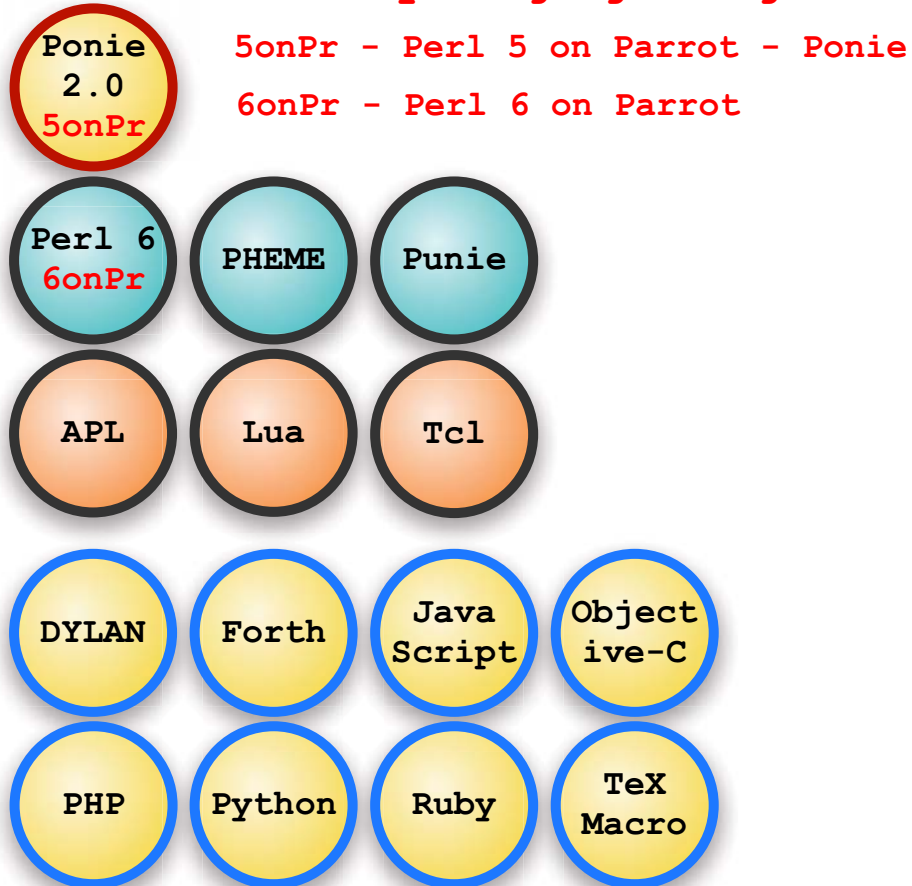 Ponie
2.0
5onPr
5onPr - Perl 5 on Parrot - Ponie
6onPr - Perl 6 on Parrot
Perl 6
6onPr
PHEME
Punie
APL
Lua
Tcl
DYLAN
Forth
Java
Script
Object
ive-C
PHP
Python
Ruby
TeX
Macro